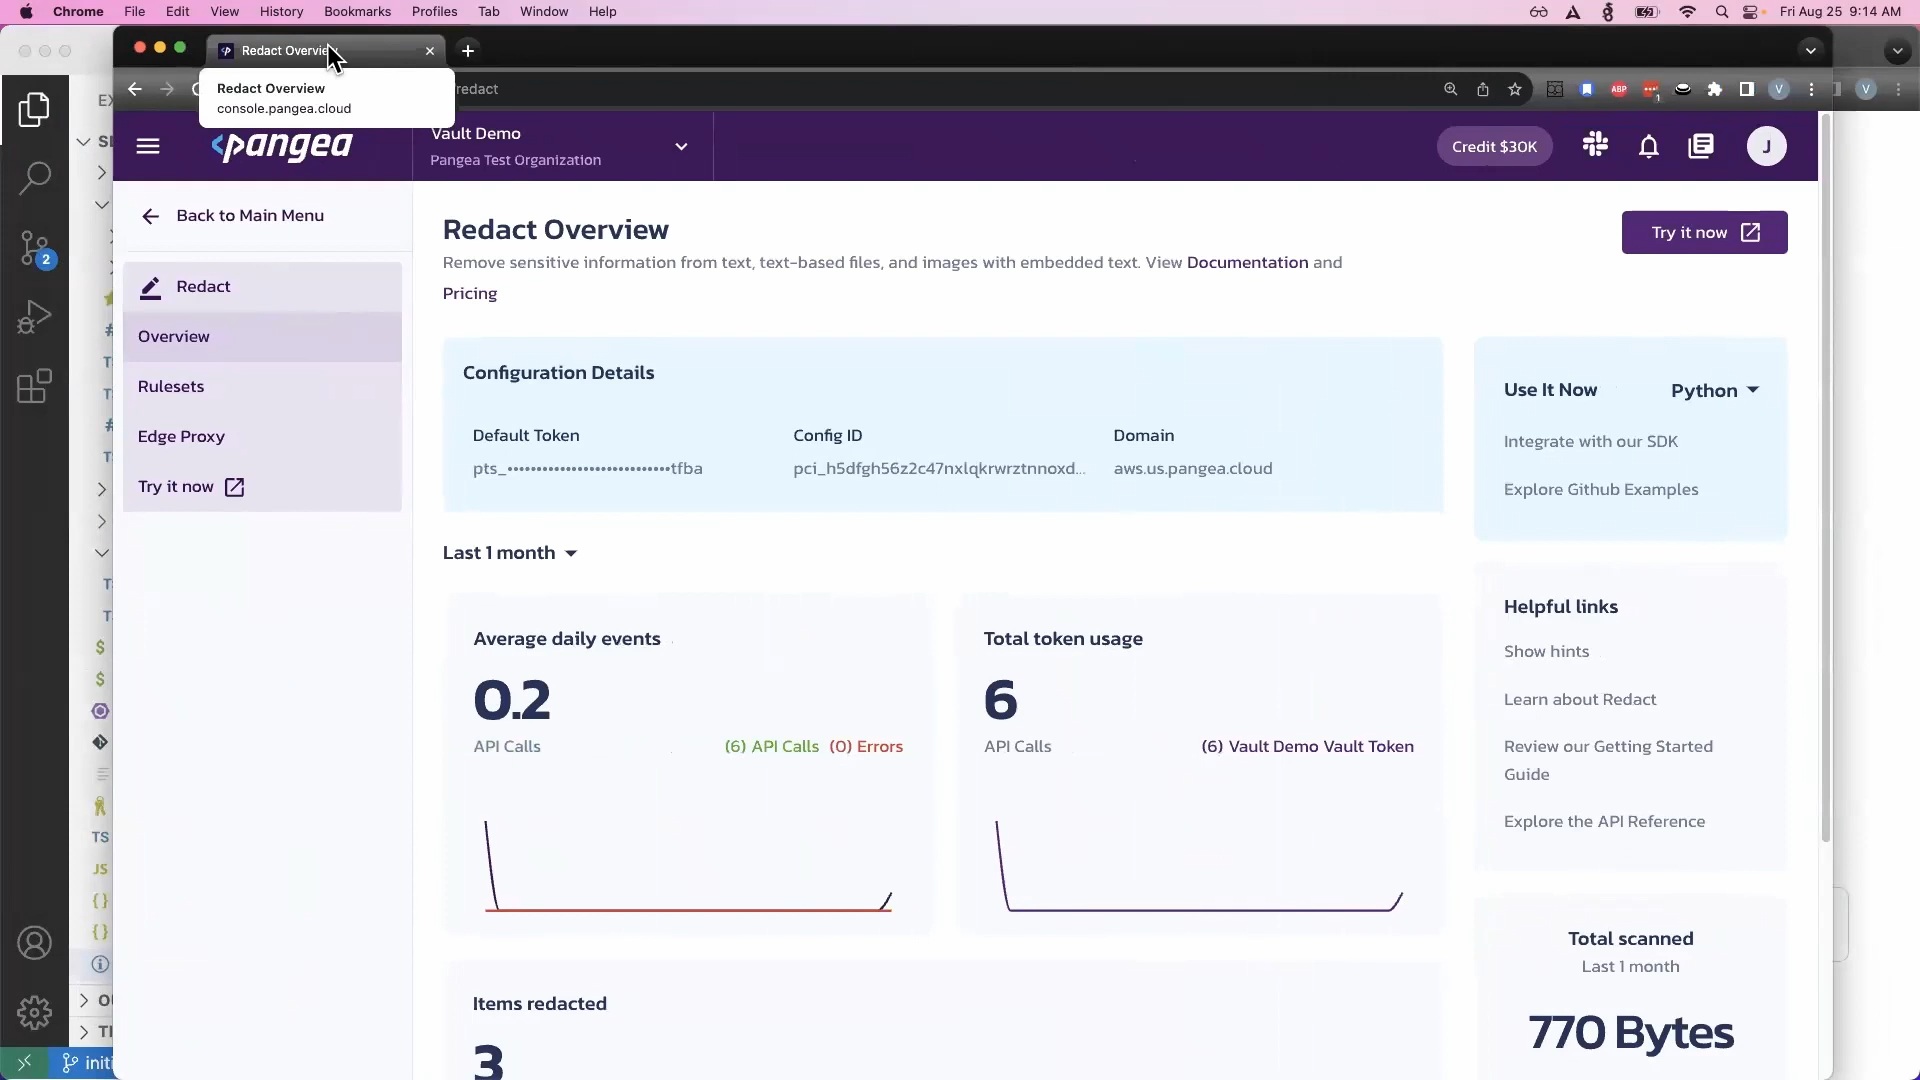 Chrome File Edit View History Bookmarks Profiles Tab Window Help Fri Aug 25 9:14 AM
Redact Overview
Redact Overview
console.pangea.cloud
redact
ABP
1
V
V
pangea
Vault Demo
Pangea Test Organization
Credit $30K
J
Back to Main Menu
Redact
Overview
Rulesets
Edge Proxy
Try it now
Redact Overview
Try it now
Remove sensitive information from text, text-based files, and images with embedded text. View Documentation and
Pricing
Configuration Details
Default Token Config ID Domain
pts_••••••••••••••••••••••••••••tfba pci_h5dfgh56z2c47nxlqkrwrztnnoxd... aws.us.pangea.cloud
Use It Now Python
Integrate with our SDK
Explore Github Examples
Last 1 month
Average daily events
0.2
API Calls (6) API Calls (0) Errors
Total token usage
6
API Calls (6) Vault Demo Vault Token
Helpful links
Show hints
Learn about Redact
Review our Getting Started
Guide
Explore the API Reference
Items redacted
3
Total scanned
Last 1 month
770 Bytes
2
TS
JS
initi